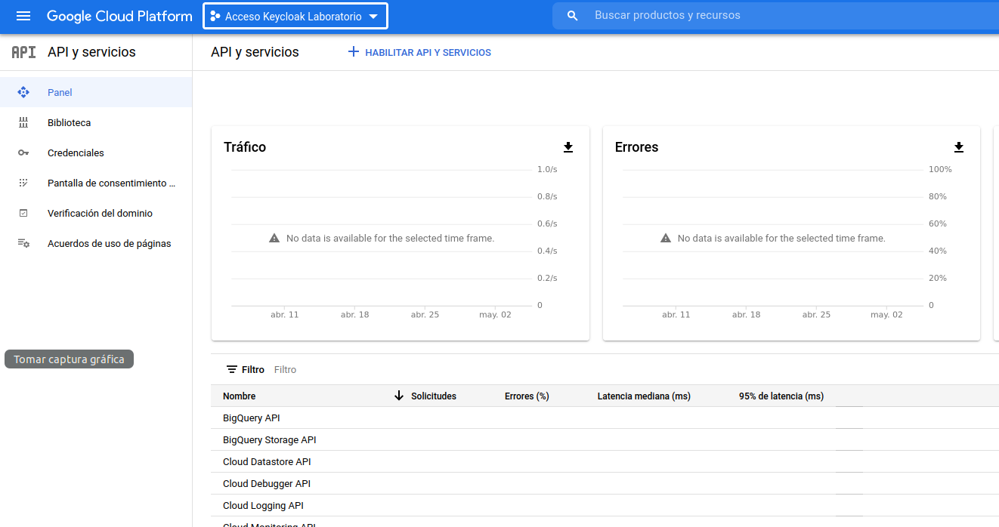 Google Cloud Platform
Acceso Keycloak Laboratorio
Buscar productos y recursos
API
API y servicios
API y servicios
HABILITAR API Y SERVICIOS
Panel
Biblioteca
Credenciales
Pantalla de consentimiento ...
Verificación del dominio
Acuerdos de uso de páginas
Tomar captura gráfica
Tráfico
1.0/s
0.8/s
0.6/s
No data is available for the selected time frame.
0.4/s
0.2/s
0
abr. 11 abr. 18 abr. 25 may. 02
Errores
100%
80%
60%
No data is available for the selected time frame.
40%
20%
0
abr. 11 abr. 18 abr. 25 may. 02
Filtro Filtro
Nombre Solicitudes Errores (%) Latencia mediana (ms) 95% de latencia (ms)
BigQuery API
BigQuery Storage API
Cloud Datastore API
Cloud Debugger API
Cloud Logging API
Cloud Monitoring API